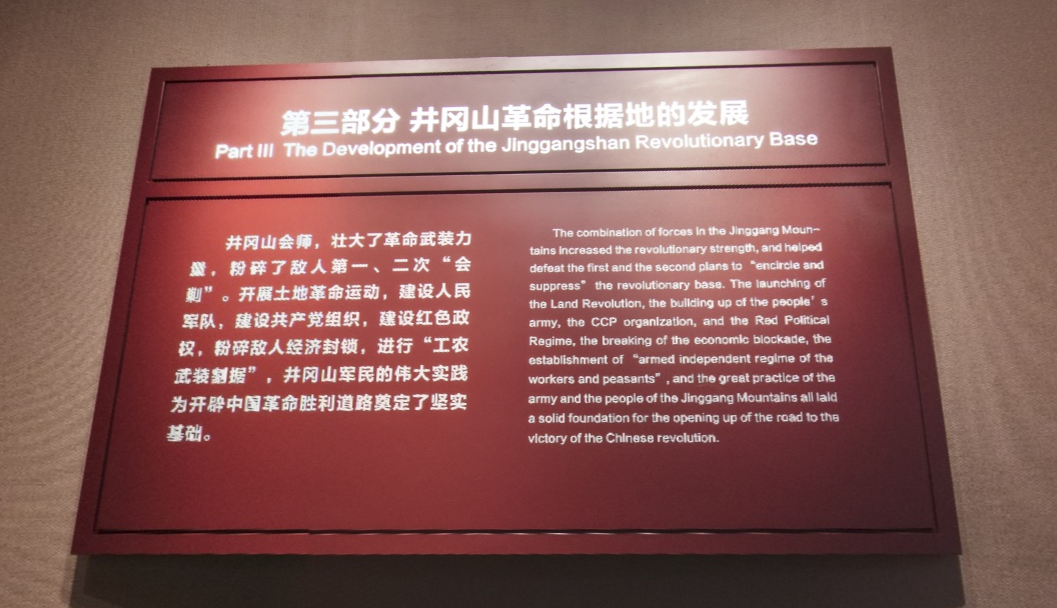 第三部分 井冈山革命根据地的发展
Part III The Development of the Jinggangshan Revolutionary Base
井冈山会师，壮大了革命武装力
量，粉碎了敌人第一、二次“会
剿”。开展土地革命运动，建设人民
军队，建设共产党组织，建设红色政
权，粉碎敌人经济封锁，进行“工农
武装割据”，井冈山军民的伟大实践
为开辟中国革命胜利道路奠定了坚实
基础。
The combination of forces in the Jinggang Moun-
tains increased the revolutionary strength, and helped
defeat the first and the second plans to “encircle and
suppress” the revolutionary base. The launching of
the Land Revolution, the building up of the people’s
army, the CCP organization, and the Red Political
Regime, the breaking of the economic blockade, the
establishment of “armed independent regime of the
workers and peasants”, and the great practice of the
army and the people of the Jinggang Mountains all laid
a solid foundation for the opening up of the road to the
victory of the Chinese revolution.